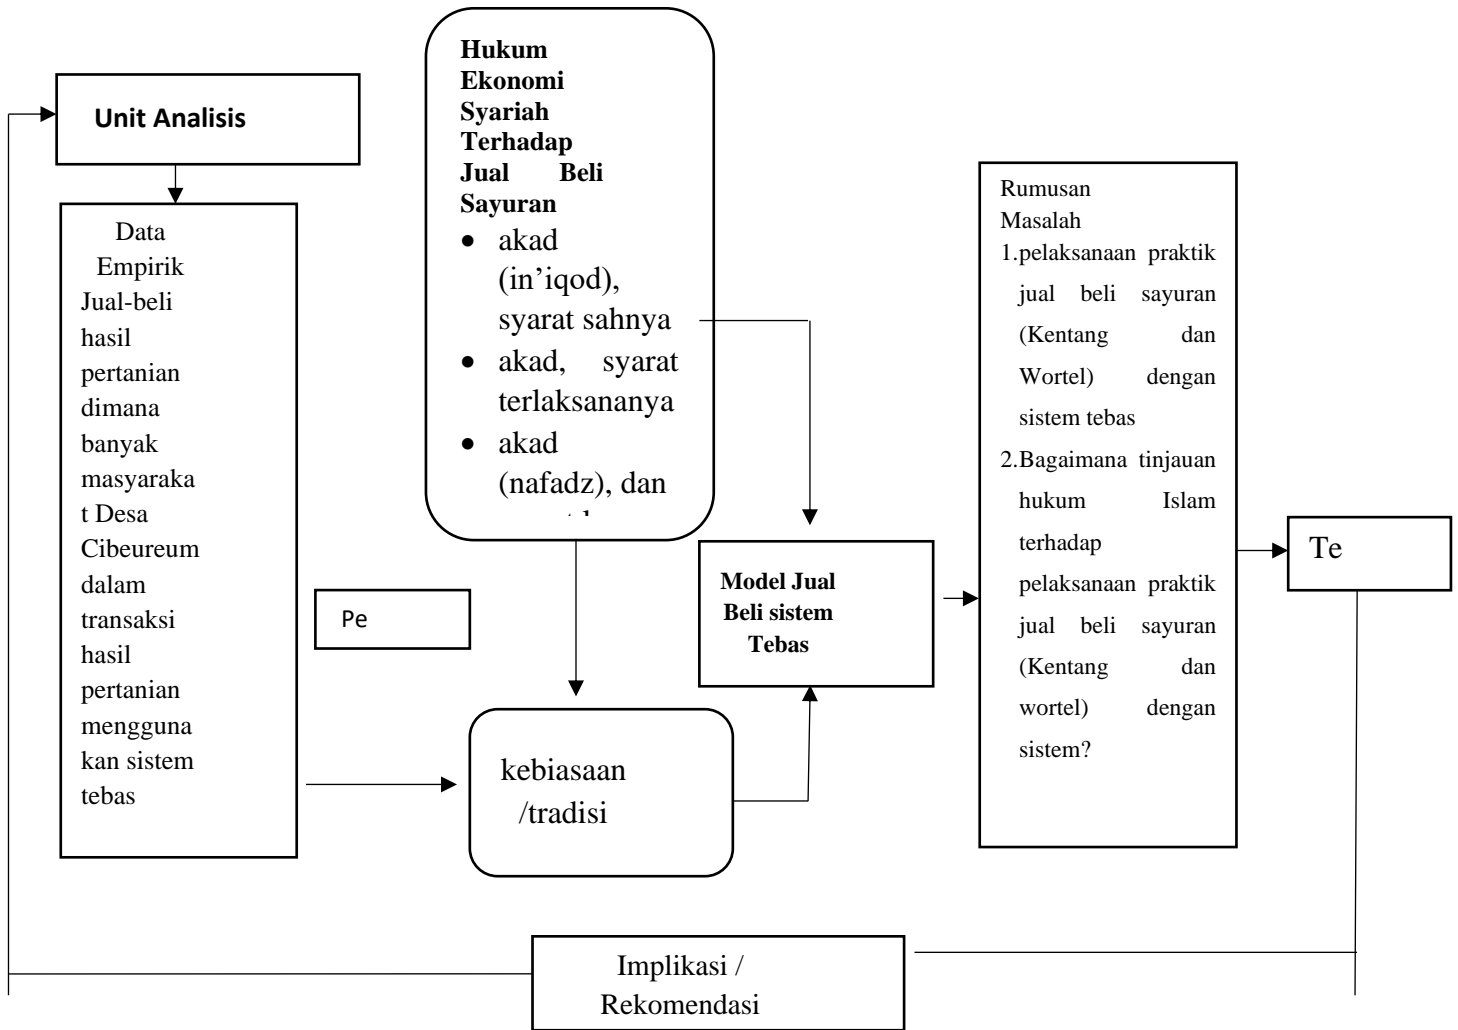 Unit Analisis
Data
Empirik
Jual-beli
hasil
pertanian
dimana
banyak
masyaraka
t Desa
Cibeureum
dalam
transaksi
hasil
pertanian
mengguna
kan sistem
tebas
Hukum
Ekonomi
Syariah
Terhadap
Jual Beli
Sayuran
• akad
(in’iqod),
syarat sahnya
• akad, syarat
terlaksananya
• akad
(nafadz), dan
Pe
kebiasaan
/tradisi
Model Jual
Beli sistem
Tebas
Rumusan
Masalah
1.pelaksanaan praktik
jual beli sayuran
(Kentang dan
Wortel) dengan
sistem tebas
2.Bagaimana tinjauan
hukum Islam
terhadap
pelaksanaan praktik
jual beli sayuran
(Kentang dan
wortel) dengan
sistem?
Te
Implikasi /
Rekomendasi